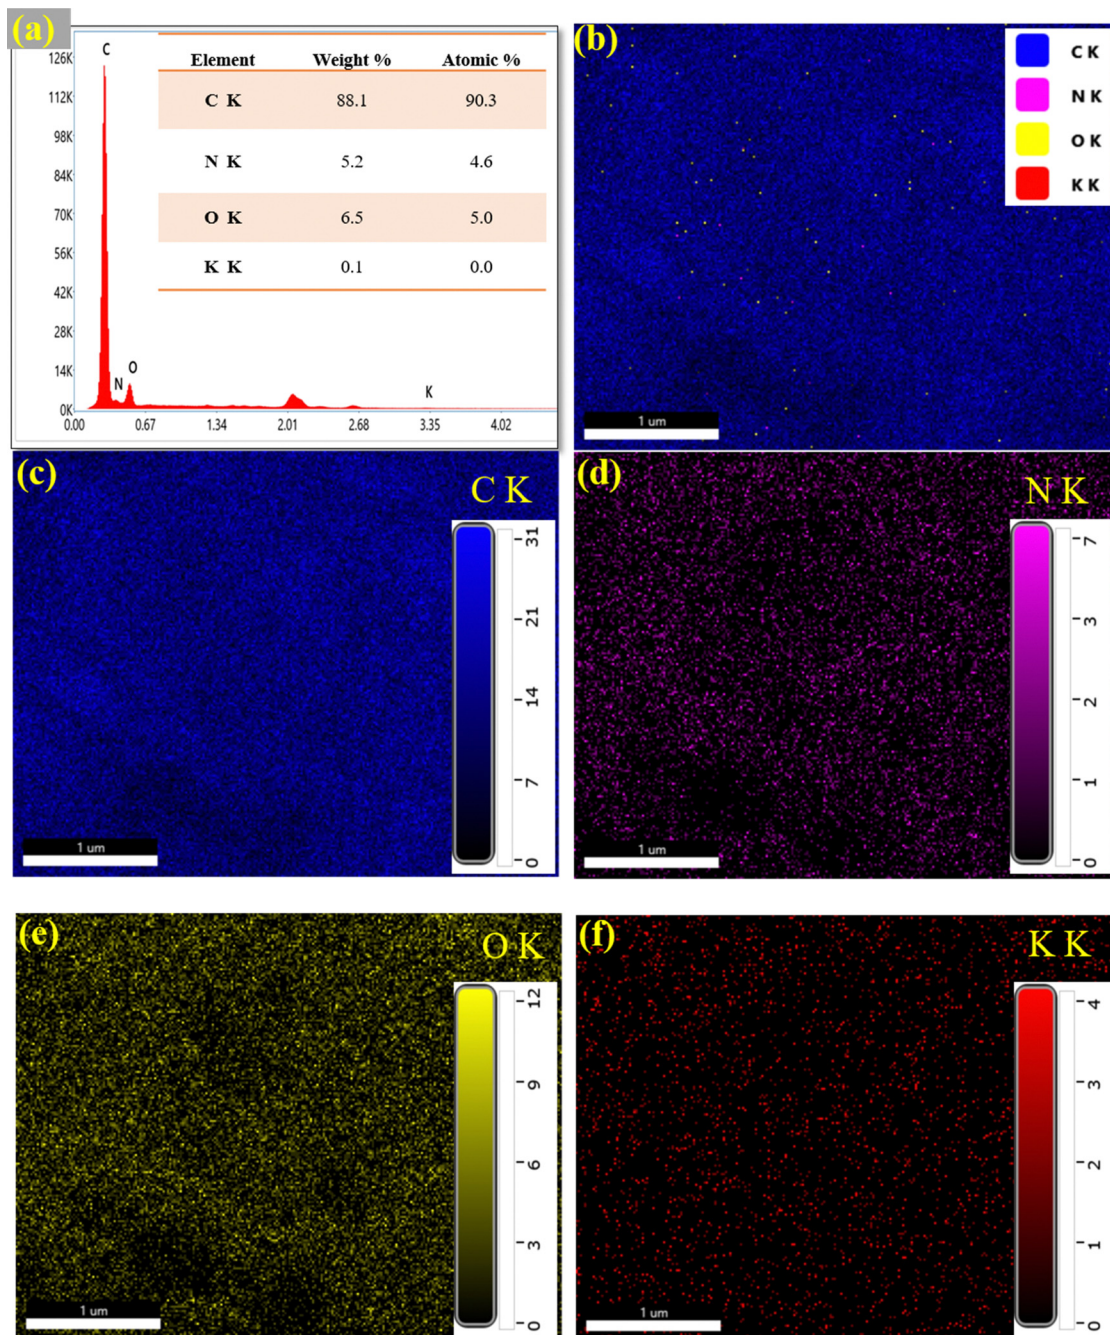 (a)
C
126K
112K
98K
84K
70K
56K
42K
28K
14K
0K
N
O
K
0.00 0.67 1.34 2.01 2.68 3.35 4.02
Element Weight % Atomic %
C K 88.1 90.3
N K 5.2 4.6
O K 6.5 5.0
K K 0.1 0.0
(b)
C K
N K
O K
K K
1 um
(c)
C K
31
21
14
7
0
1 um
(d)
N K
7
3
2
1
0
1 um
(e)
O K
12
9
6
3
0
1 um
(f)
K K
4
3
2
1
0
1 um